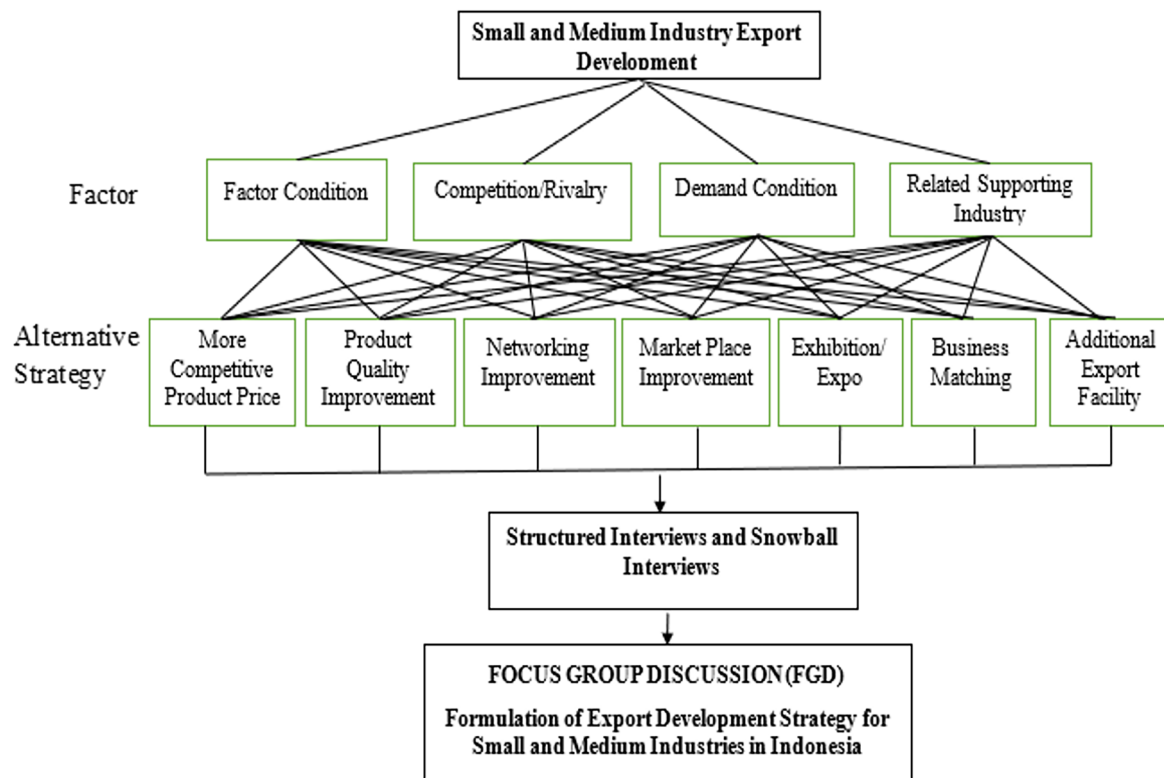 Small and Medium Industry Export
Development
Factor
Factor Condition
Competition/Rivalry
Demand Condition
Related Supporting
Industry
Alternative
Strategy
More
Competitive
Product Price
Product
Quality
Improvement
Networking
Improvement
Market Place
Improvement
Exhibition/
Expo
Business
Matching
Additional
Export
Facility
Structured Interviews and Snowball
Interviews
FOCUS GROUP DISCUSSION (FGD)
Formulation of Export Development Strategy for
Small and Medium Industries in Indonesia